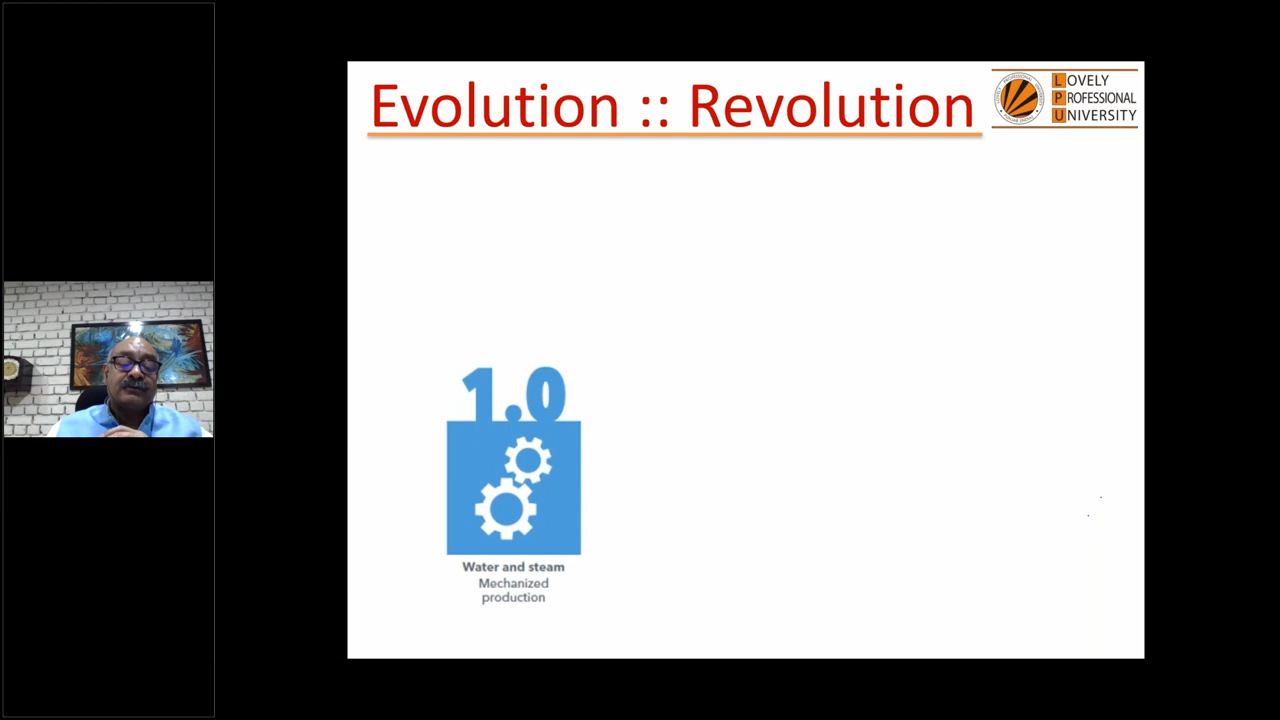 Evolution :: Revolution
LOVELY
PROFESSIONAL
UNIVERSITY
1.0
Water and steam
Mechanized
production